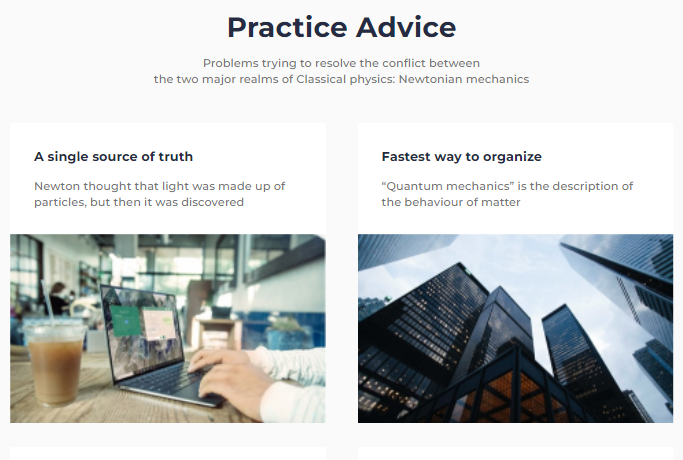 Practice Advice
Problems trying to resolve the conflict between
the two major realms of Classical physics: Newtonian mechanics
A single source of truth
Newton thought that light was made up of
particles, but then it was discovered
Fastest way to organize
“Quantum mechanics” is the description of
the behaviour of matter